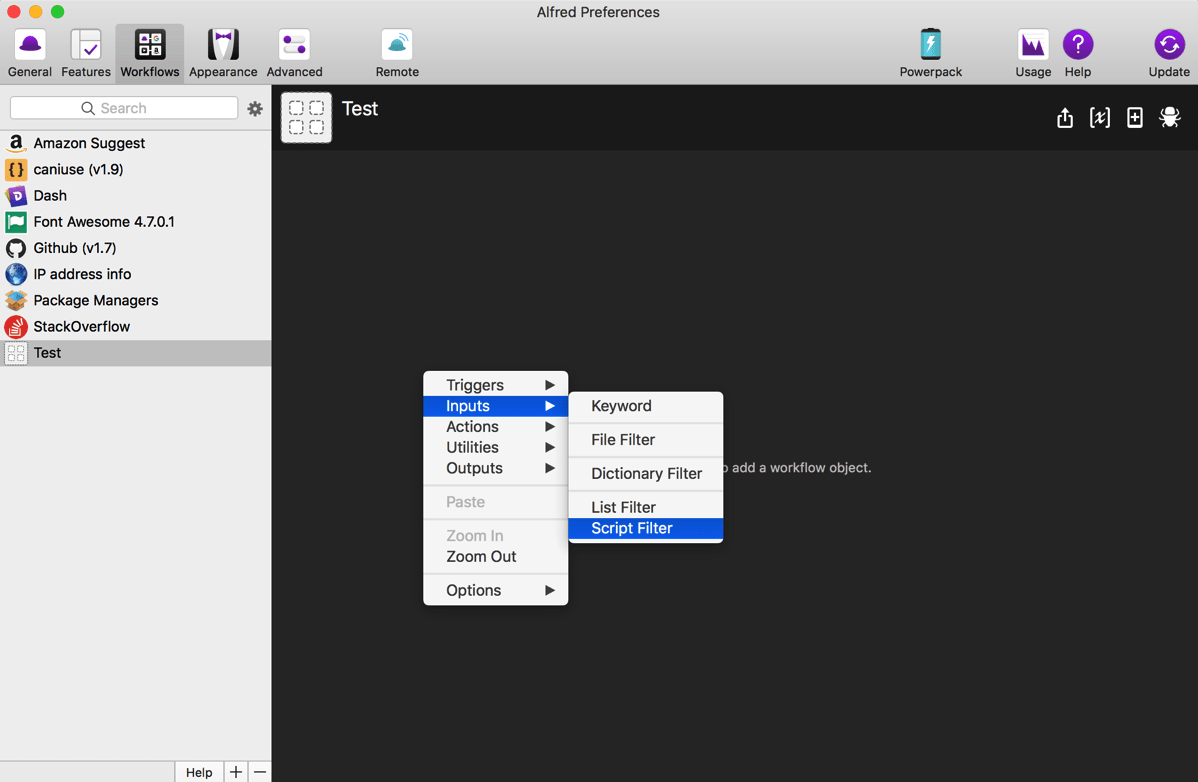 Alfred Preferences
General Features Workflows Appearance Advanced Remote Powerpack Usage Help Update
Search
Test
Amazon Suggest
caniuse (v1.9)
Dash
Font Awesome 4.7.0.1
Github (v1.7)
IP address info
Package Managers
StackOverflow
Test
Triggers
Inputs
Actions
Utilities
Outputs
Paste
Zoom In
Zoom Out
Options
Keyword
File Filter
Dictionary Filter
List Filter
Script Filter
add a workflow object.
Help